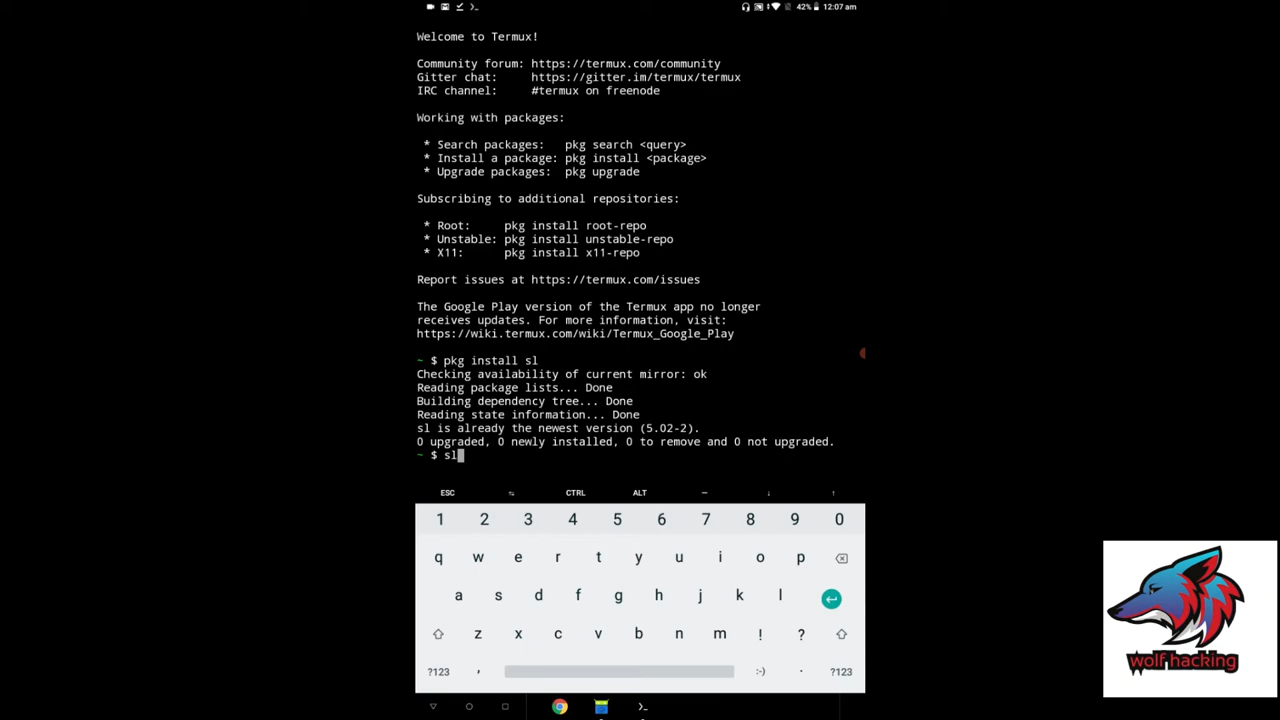 42% 12:07 am
Welcome to Termux!
Community forum: https://termux.com/community
Gitter chat: https://gitter.im/termux/termux
IRC channel: #termux on freenode
Working with packages:
* Search packages: pkg search <query>
* Install a package: pkg install <package>
* Upgrade packages: pkg upgrade
Subscribing to additional repositories:
* Root: pkg install root-repo
* Unstable: pkg install unstable-repo
* X11: pkg install x11-repo
Report issues at https://termux.com/issues
The Google Play version of the Termux app no longer
receives updates. For more information, visit:
https://wiki.termux.com/wiki/Termux_Google_Play
~ $ pkg install sl
Checking availability of current mirror: ok
Reading package lists... Done
Building dependency tree... Done
Reading state information... Done
sl is already the newest version (5.02-2).
0 upgraded, 0 newly installed, 0 to remove and 0 not upgraded.
~ $ sl
ESC CTRL ALT — ↓ ↑
1 2 3 4 5 6 7 8 9 0
q w e r t y u i o p
a s d f g h j k l
z x c v b n m ! ?
?123 , :-) . ?123
wolf hacking